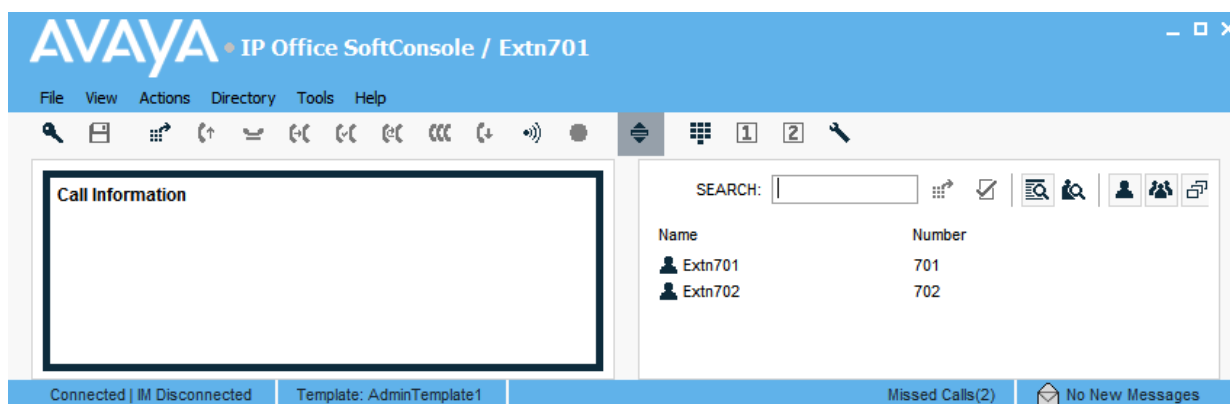 AVAYA • IP Office SoftConsole / Extn701
File View Actions Directory Tools Help
1 2
Call Information
SEARCH:
Name Number
Extn701 701
Extn702 702
Connected | IM Disconnected Template: AdminTemplate1 Missed Calls(2) No New Messages